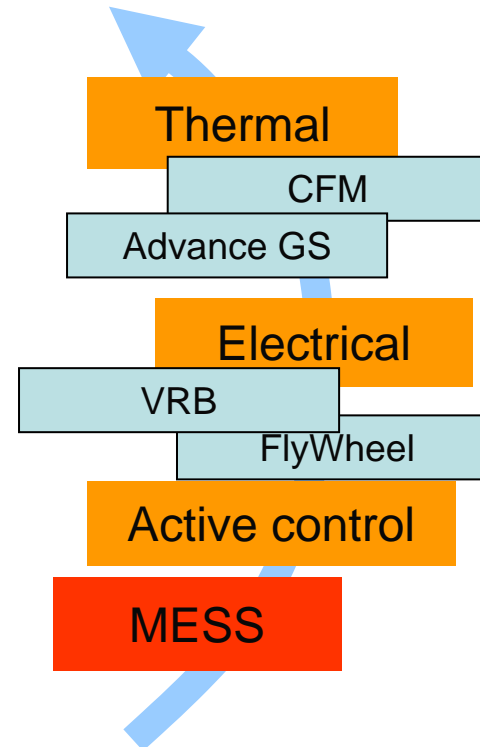 Thermal
CFM
Advance GS
Electrical
VRB
FlyWheel
Active control
MESS